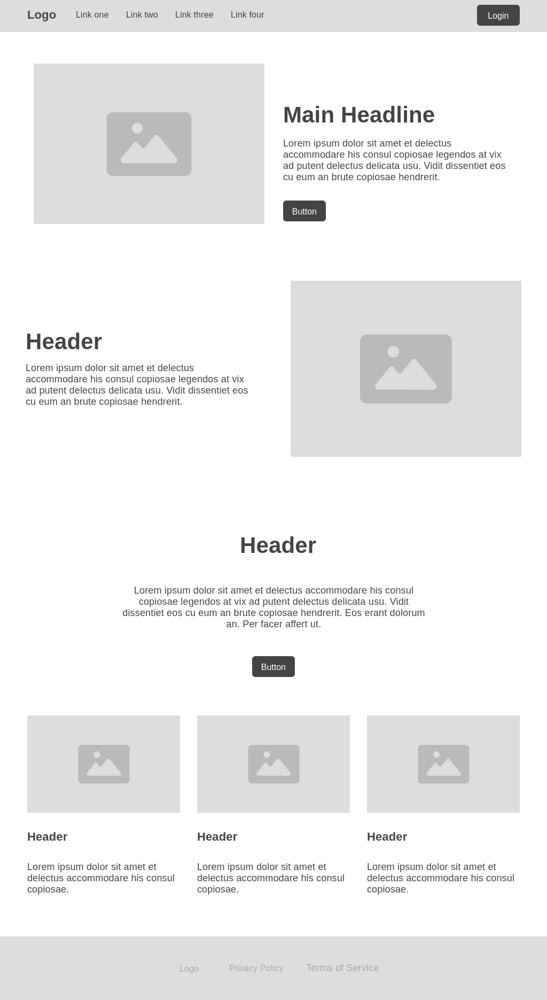 Logo Link one Link two Link three Link four Login
Main Headline
Lorem ipsum dolor sit amet et delectus
accommodare his consul copiosae legendos at vix
ad putent delectus delicata usu. Vidit dissentiet eos
cu eum an brute copiosae hendrerit.
Button
Header
Lorem ipsum dolor sit amet et delectus
accommodare his consul copiosae legendos at vix
ad putent delectus delicata usu. Vidit dissentiet eos
cu eum an brute copiosae hendrerit.
Header
Lorem ipsum dolor sit amet et delectus accommodare his consul
copiosae legendos at vix ad putent delectus delicata usu. Vidit
dissentiet eos cu eum an brute copiosae hendrerit. Eos erant dolorum
an. Per facer affert ut.
Button
Header
Lorem ipsum dolor sit amet et
delectus accommodare his consul
copiosae.
Header
Lorem ipsum dolor sit amet et
delectus accommodare his consul
copiosae.
Header
Lorem ipsum dolor sit amet et
delectus accommodare his consul
copiosae.
Logo Privacy Policy Terms of Service